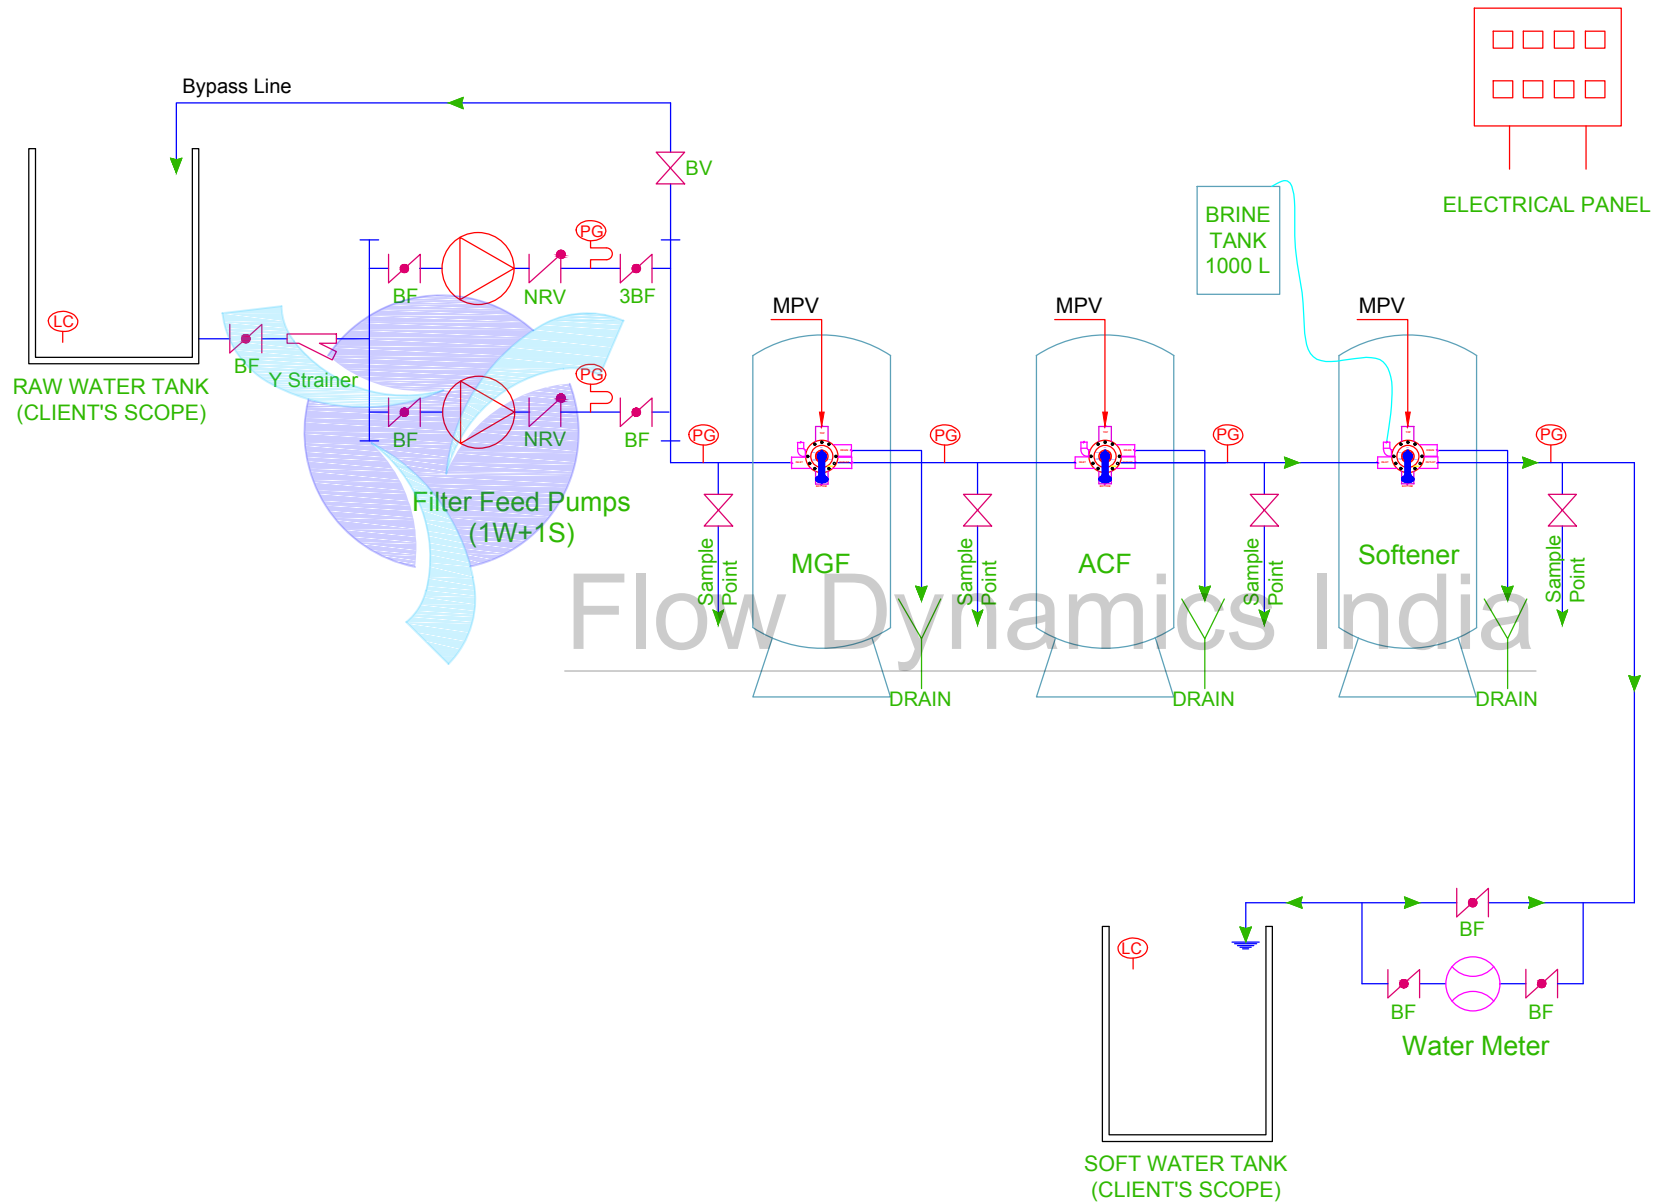 Bypass Line
BV
ELECTRICAL PANEL
BRINE
TANK
1000 L
PG
BF
NRV
3BF
LC
BF
Y Strainer
RAW WATER TANK
(CLIENT'S SCOPE)
PG
BF
NRV
BF
Filter Feed Pumps
(1W+1S)
MPV
MPV
MPV
PG
PG
PG
PG
MGF
ACF
Softener
Sample
Point
Sample
Point
Sample
Point
Sample
Point
Flow Dynamics India
DRAIN
DRAIN
DRAIN
BF
LC
BF
BF
Water Meter
SOFT WATER TANK
(CLIENT'S SCOPE)